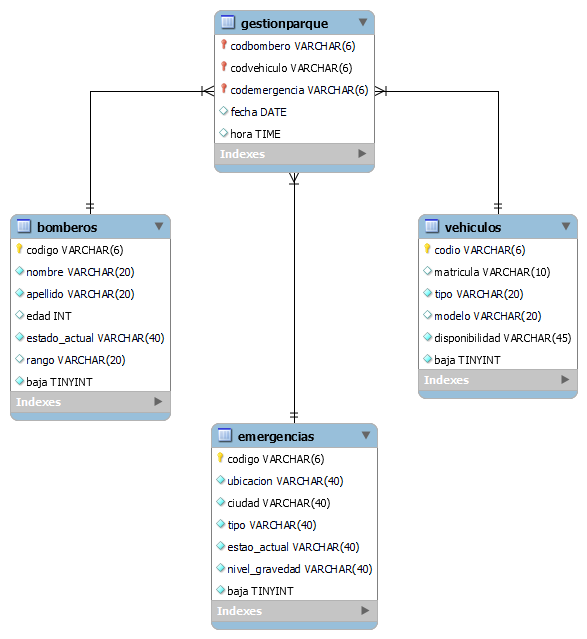 gestionparque
codbombero VARCHAR(6)
codvehiculo VARCHAR(6)
codemergencia VARCHAR(6)
fecha DATE
hora TIME
Indexes
bomberos
codigo VARCHAR(6)
nombre VARCHAR(20)
apellido VARCHAR(20)
edad INT
estado_actual VARCHAR(40)
rango VARCHAR(20)
baja TINYINT
Indexes
vehiculos
codio VARCHAR(6)
matricula VARCHAR(10)
tipo VARCHAR(20)
modelo VARCHAR(20)
disponibilidad VARCHAR(45)
baja TINYINT
Indexes
emergencias
codigo VARCHAR(6)
ubicacion VARCHAR(40)
ciudad VARCHAR(40)
tipo VARCHAR(40)
estao_actual VARCHAR(40)
nivel_gravedad VARCHAR(40)
baja TINYINT
Indexes